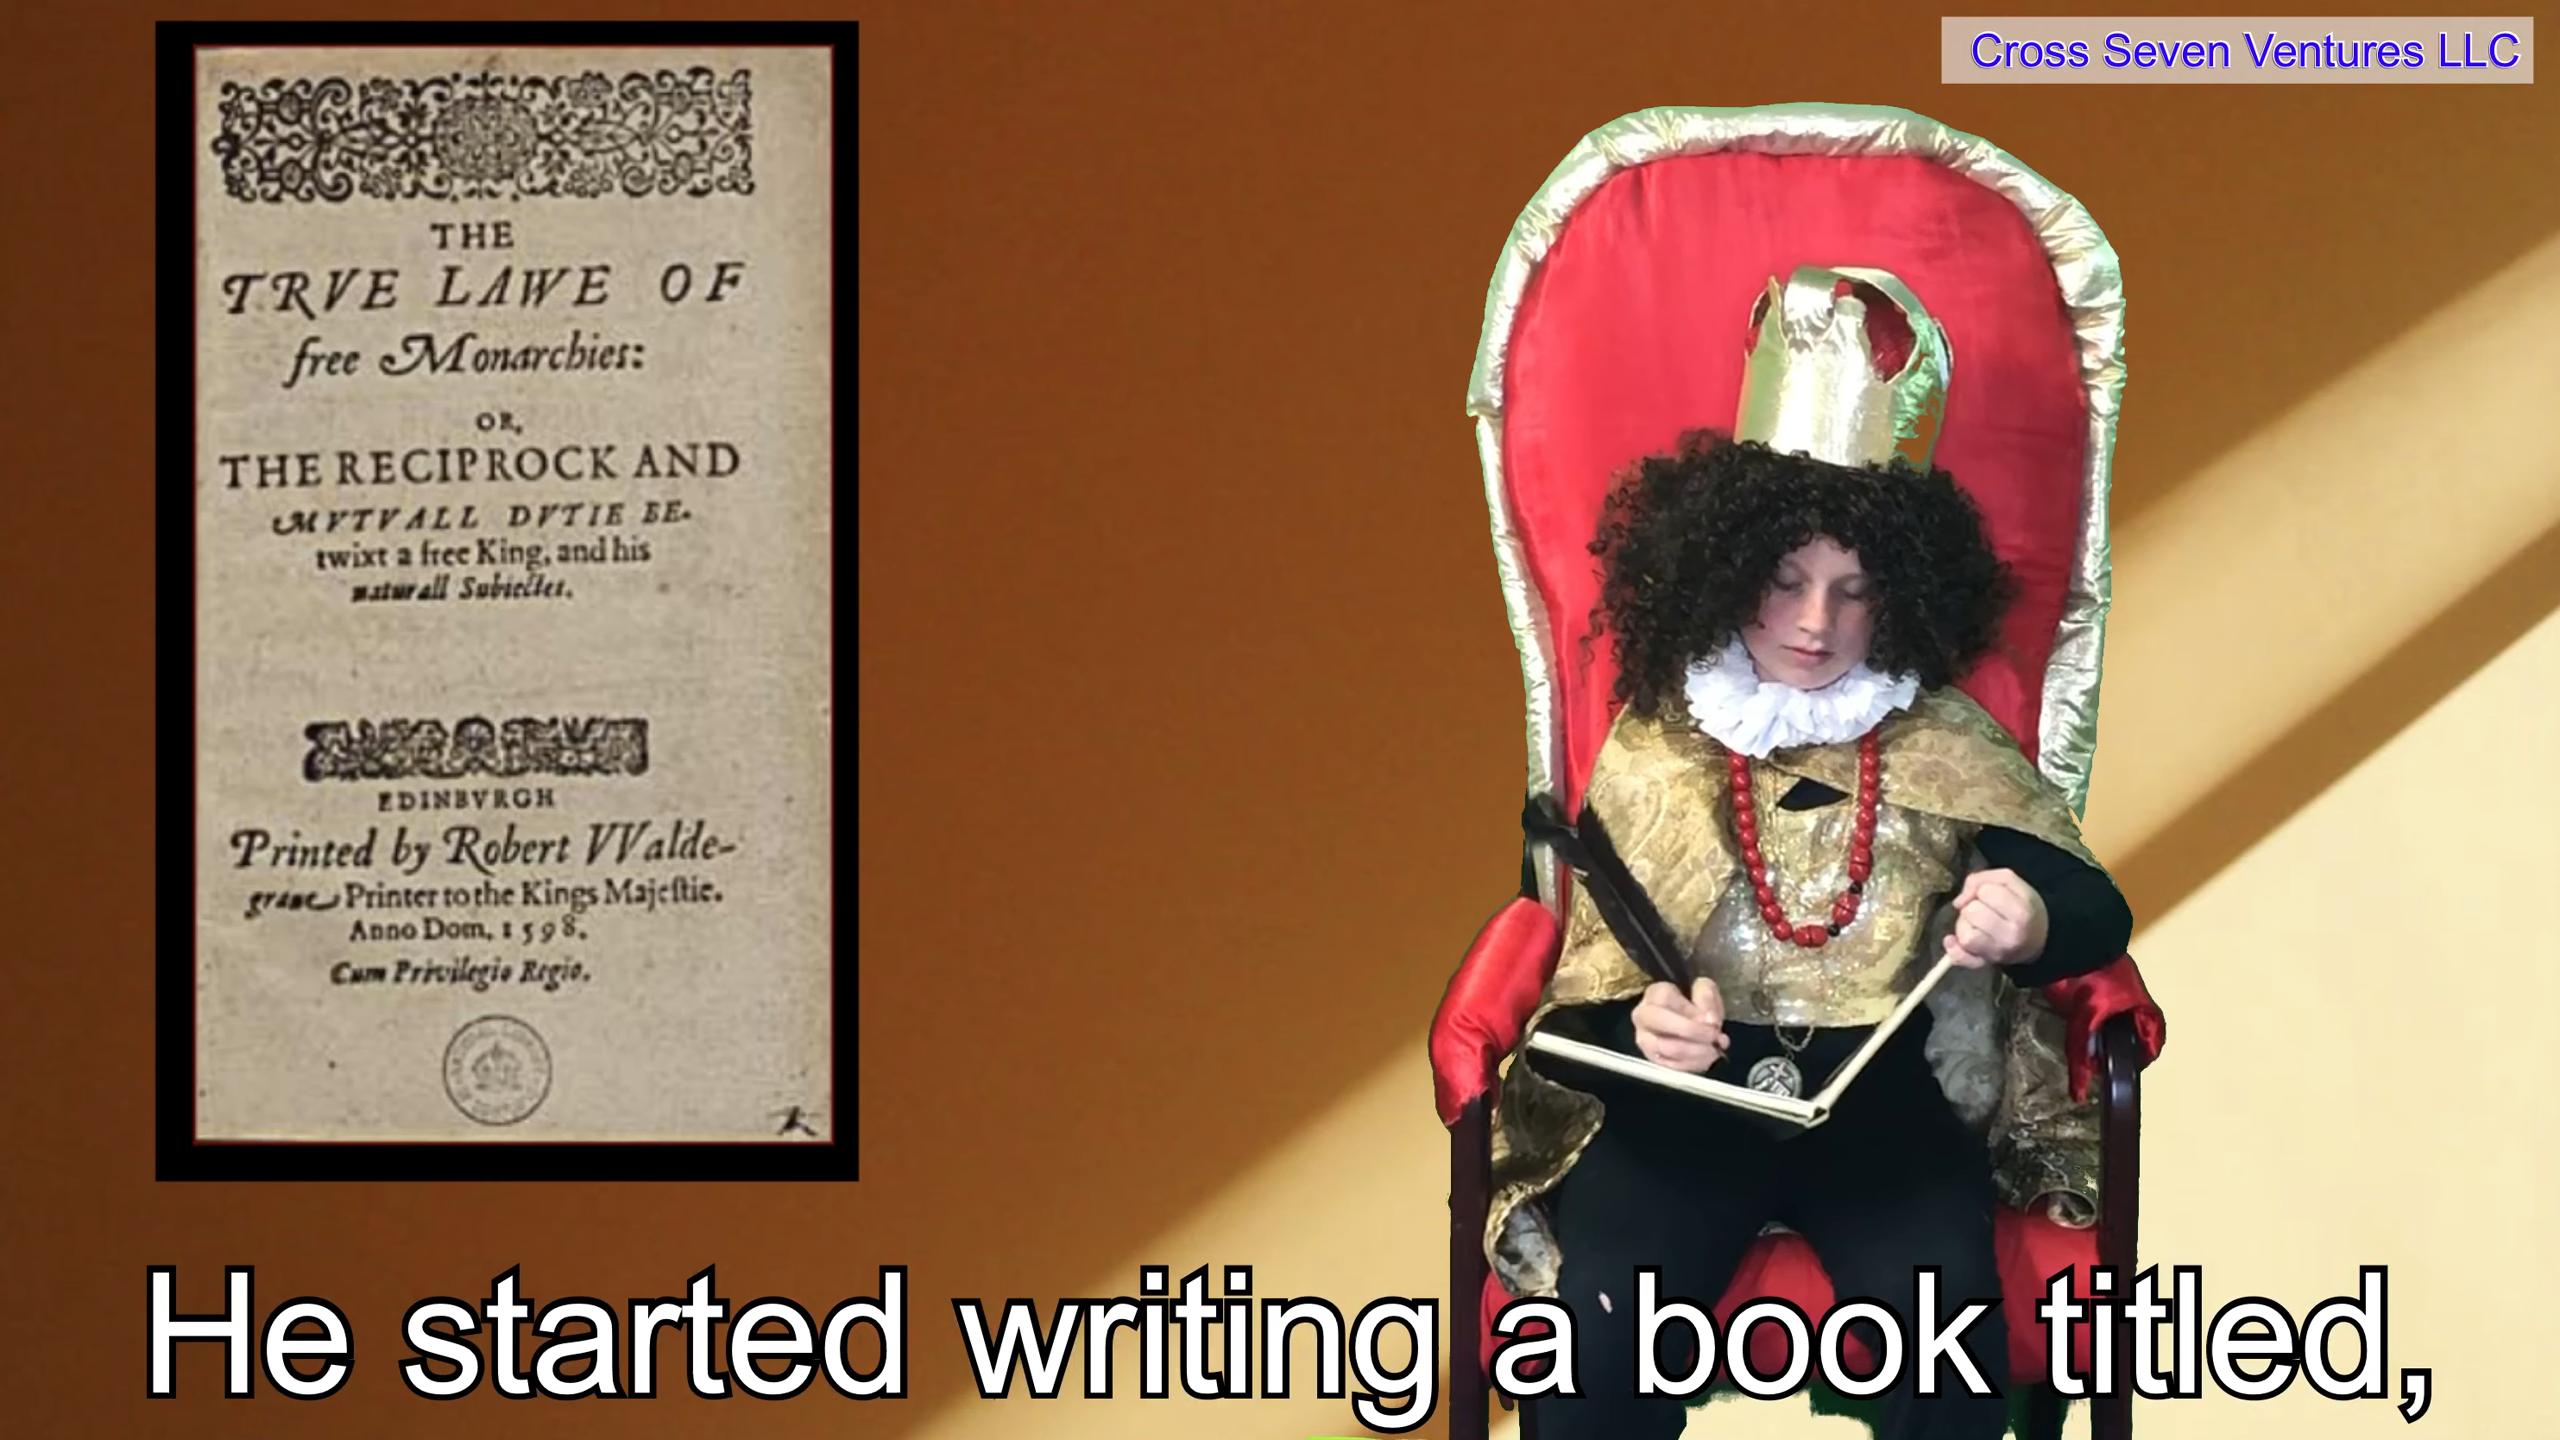 Cross Seven Ventures LLC
THE
TRVE LAWE OF
free Monarchies:
OR,
THE RECIPROCK AND
MVTVALL DVTIE BE-
twixt a free King, and his
naturall Subiectes.
EDINBVRGH
Printed by Robert VValde-
graue Printer to the Kings Majestie.
Anno Dom. 1598.
Cum Privilegio Regio.
He started writing a book titled,